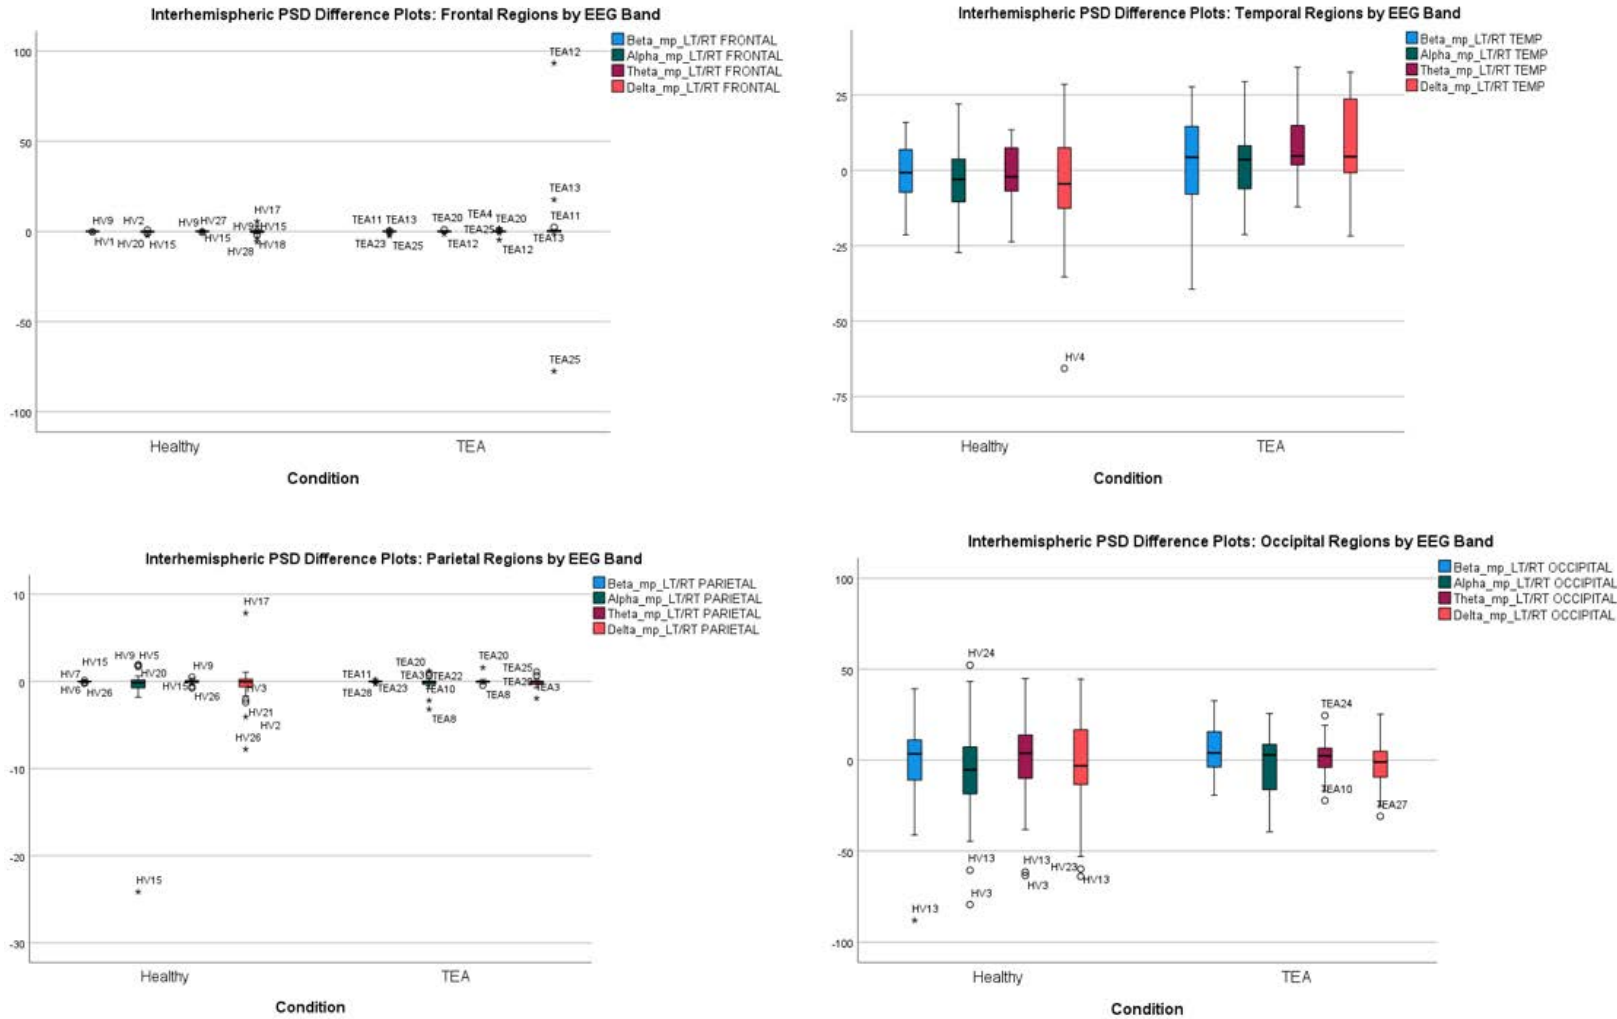 Interhemispheric PSD Difference Plots: Frontal Regions by EEG Band
Beta_mp_LT/RT FRONTAL
Alpha_mp_LT/RT FRONTAL
Theta_mp_LT/RT FRONTAL
Delta_mp_LT/RT FRONTAL
100
50
0
-50
-100
TEA12
TEA13
TEA11
TEA13
TEA25
HV9 HV2 HV9 HV27 HV17
HV9 HV15
HV1 HV20 HV15 HV15 HV28 HV18
TEA11 TEA13 TEA20 TEA4 TEA20
TEA25
TEA23 TEA25 TEA12 TEA12
Healthy TEA
Condition
Interhemispheric PSD Difference Plots: Temporal Regions by EEG Band
Beta_mp_LT/RT TEMP
Alpha_mp_LT/RT TEMP
Theta_mp_LT/RT TEMP
Delta_mp_LT/RT TEMP
25
0
-25
-50
-75
HV4
Healthy TEA
Condition
Interhemispheric PSD Difference Plots: Parietal Regions by EEG Band
Beta_mp_LT/RT PARIETAL
Alpha_mp_LT/RT PARIETAL
Theta_mp_LT/RT PARIETAL
Delta_mp_LT/RT PARIETAL
10
0
-10
-20
-30
HV17
HV15 HV9 HV5 HV9
HV7 HV20
HV6 HV26 HV15 HV26 HV3
HV21
HV2
HV26
HV15
TEA20 TEA20 TEA25
TEA11 TEA22
TEA28 TEA23 TEA10 TEA8 TEA3
TEA8
Healthy TEA
Condition
Interhemispheric PSD Difference Plots: Occipital Regions by EEG Band
Beta_mp_LT/RT OCCIPITAL
Alpha_mp_LT/RT OCCIPITAL
Theta_mp_LT/RT OCCIPITAL
Delta_mp_LT/RT OCCIPITAL
100
50
0
-50
-100
HV24
HV13 HV13 HV23
HV3 HV3 HV13
HV13
TEA24
TEA10 TEA27
Healthy TEA
Condition